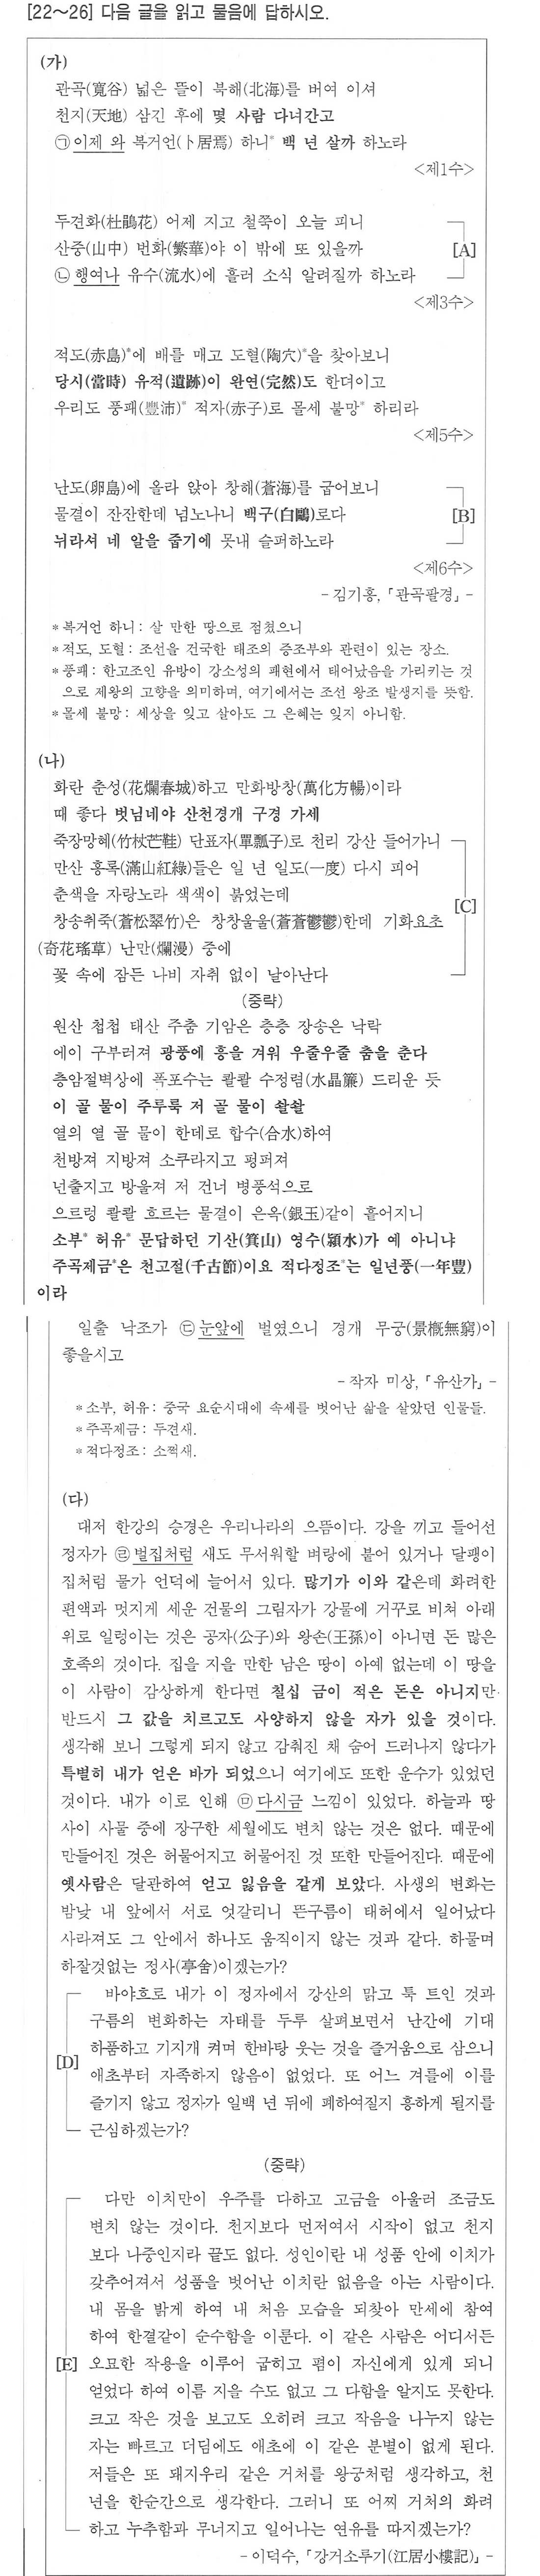 [22～26] 다음 글을 읽고 물음에 답하시오.
(가)
관곡(寬谷) 넓은 뜰이 북해(北海)를 버여 이셔
천지(天地) 삼긴 후에 몇 사람 다녀간고
㉠ 이제 와 복거언(卜居焉) 하니* 백 년 살까 하노라
<제1수>
두견화(杜鵑花) 어제 지고 철쭉이 오늘 피니
산중(山中) 번화(繁華)야 이 밖에 또 있을까
[A]
㉡ 행여나 유수(流水)에 흘러 소식 알려질까 하노라
<제3수>
적도(赤島)*에 배를 매고 도혈(陶穴)*을 찾아보니
당시(當時) 유적(遺跡)이 완연(完然)도 한더이고
우리도 풍패(豐沛)* 적자(赤子)로 몰세 불망* 하리라
<제5수>
난도(卵島)에 올라 앉아 창해(蒼海)를 굽어보니
물결이 잔잔한데 넘노나니 백구(白鷗)로다
[B]
뉘라셔 네 알을 줍기에 못내 슬퍼하노라
<제6수>
- 김기홍, 「관곡팔경」 -
* 복거언 하니 : 살 만한 땅으로 점쳤으니
* 적도, 도혈 : 조선을 건국한 태조의 증조부와 관련이 있는 장소.
* 풍패 : 한고조인 유방이 강소성의 패현에서 태어났음을 가리키는 것
으로 제왕의 고향을 의미하며, 여기에서는 조선 왕조 발생지를 뜻함.
* 몰세 불망 : 세상을 잊고 살아도 그 은혜는 잊지 아니함.
(나)
화란 춘성(花爛春城)하고 만화방창(萬化方暢)이라
때 좋다 벗님네야 산천경개 구경 가세
죽장망혜(竹杖芒鞋) 단표자(單瓢子)로 천리 강산 들어가니
만산 홍록(滿山紅綠)들은 일 년 일도(一度) 다시 피어
춘색을 자랑노라 색색이 붉었는데
[C]
창송취죽(蒼松翠竹)은 창창울울(蒼蒼鬱鬱)한데 기화요초
(奇花瑤草) 난만(爛漫) 중에
꽃 속에 잠든 나비 자취 없이 날아난다
(중략)
원산 첩첩 태산 주춤 기암은 층층 장송은 낙락
에이 구부러져 광풍에 흥을 겨워 우줄우줄 춤을 춘다
층암절벽상에 폭포수는 콸콸 수정렴(水晶簾) 드리운 듯
이 골 물이 주루룩 저 골 물이 솰솰
열의 열 골 물이 한데로 합수(合水)하여
천방져 지방져 소쿠라지고 펑퍼져
넌출지고 방울져 저 건너 병풍석으로
으르렁 콸콸 흐르는 물결이 은옥(銀玉)같이 흩어지니
소부* 허유* 문답하던 기산(箕山) 영수(潁水)가 예 아니냐
주곡제금*은 천고절(千古節)이요 적다정조*는 일년풍(一年豐)
이라
일출 낙조가 ㉢ 눈앞에 벌였으니 경개 무궁(景槪無窮)이
좋을시고
- 작자 미상, 「유산가」 -
* 소부, 허유 : 중국 요순시대에 속세를 벗어난 삶을 살았던 인물들.
* 주곡제금 : 두견새.
* 적다정조 : 소쩍새.
(다)
대저 한강의 승경은 우리나라의 으뜸이다. 강을 끼고 들어선
정자가 ㉣ 벌집처럼 새도 무서워할 벼랑에 붙어 있거나 달팽이
집처럼 물가 언덕에 늘어서 있다. 많기가 이와 같은데 화려한
편액과 멋지게 세운 건물의 그림자가 강물에 거꾸로 비쳐 아래
위로 일렁이는 것은 공자(公子)와 왕손(王孫)이 아니면 돈 많은
호족의 것이다. 집을 지을 만한 남은 땅이 아예 없는데 이 땅을
이 사람이 감상하게 한다면 칠십 금이 적은 돈은 아니지만
반드시 그 값을 치르고도 사양하지 않을 자가 있을 것이다.
생각해 보니 그렇게 되지 않고 감춰진 채 숨어 드러나지 않다가
특별히 내가 얻은 바가 되었으니 여기에도 또한 운수가 있었던
것이다. 내가 이로 인해 ㉤ 다시금 느낌이 있었다. 하늘과 땅
사이 사물 중에 장구한 세월에도 변치 않는 것은 없다. 때문에
만들어진 것은 허물어지고 허물어진 것 또한 만들어진다. 때문에
옛사람은 달관하여 얻고 잃음을 같게 보았다. 사생의 변화는
밤낮 내 앞에서 서로 엇갈리니 뜬구름이 태허에서 일어났다
사라져도 그 안에서 하나도 움직이지 않는 것과 같다. 하물며
하잘것없는 정사(亭舍)이겠는가?
바야흐로 내가 이 정자에서 강산의 맑고 툭 트인 것과
구름의 변화하는 자태를 두루 살펴보면서 난간에 기대
하품하고 기지개 켜며 한바탕 웃는 것을 즐거움으로 삼으니
[D]
애초부터 자족하지 않음이 없었다. 또 어느 겨를에 이를
즐기지 않고 정자가 일백 년 뒤에 폐하여질지 흥하게 될지를
근심하겠는가?
(중략)
다만 이치만이 우주를 다하고 고금을 아울러 조금도
변치 않는 것이다. 천지보다 먼저여서 시작이 없고 천지
보다 나중인지라 끝도 없다. 성인이란 내 성품 안에 이치가
갖추어져서 성품을 벗어난 이치란 없음을 아는 사람이다.
내 몸을 밝게 하여 내 처음 모습을 되찾아 만세에 참여
하여 한결같이 순수함을 이룬다. 이 같은 사람은 어디서든
[E] 오묘한 작용을 이루어 굽히고 폄이 자신에게 있게 되니
얻었다 하여 이름 지을 수도 없고 그 다함을 알지도 못한다.
크고 작은 것을 보고도 오히려 크고 작음을 나누지 않는
자는 빠르고 더딤에도 애초에 이 같은 분별이 없게 된다.
저들은 또 돼지우리 같은 거처를 왕궁처럼 생각하고, 천
년을 한순간으로 생각한다. 그러니 또 어찌 거처의 화려
하고 누추함과 무너지고 일어나는 연유를 따지겠는가?
- 이덕수, 「강거소루기(江居小樓記)」 -